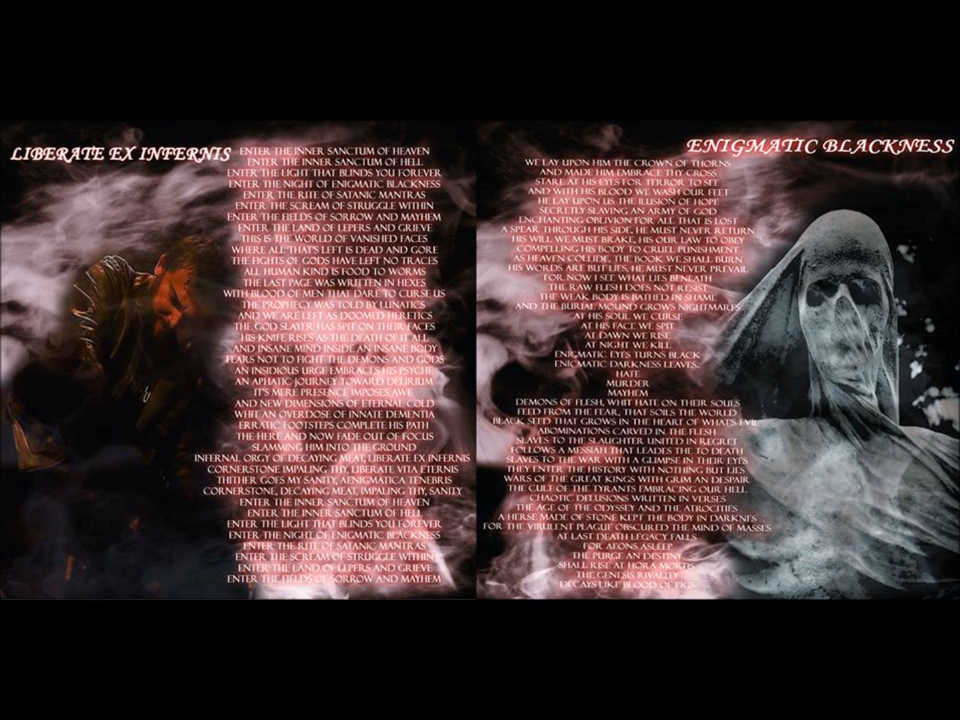 LIBERATE EX INFERNIS
ENTER THE INNER SANCTUM OF HEAVEN
ENTER THE INNER SANCTUM OF HELL
ENTER THE LIGHT THAT BLINDS YOU FOREVER
ENTER THE NIGHT OF ENIGMATIC BLACKNESS
ENTER THE RITE OF SATANIC MANTRAS
ENTER THE SCREAM OF STRUGGLE WITHIN
ENTER THE FIELDS OF SORROW AND MAYHEM
ENTER THE LAND OF LEPERS AND GRIEVE
THIS IS THE WORLD OF VANISHED FACES
WHERE ALL THAT'S LEFT IS DEAD AND GORE
THE FIGHTS OF GODS HAVE LEFT NO TRACES
ALL HUMAN KIND IS FOOD TO WORMS
THE LAST PAGE WAS WRITTEN IN HEXES
WITH BLOOD OF MEN THAT DARE TO CURSE US
THE PROPHECY WAS TOLD BY LUNATICS
AND WE ARE LEFT AS DOOMED HERETICS
THE GOD SLAYER HAS SPIT ON THEIR FACES
HIS KNIFE RISES AS THE DEATH OF IT ALL
AND INSANE MIND INSIDE AN INSANE BODY
FEARS NOT TO FIGHT THE DEMONS AND GODS
AN INSIDIOUS URGE EMBRACES HIS PSYCHE
AN APHATIC JOURNEY TOWARD DELIRIUM
IT'S MERE PRESENCE IMPOSES AWE
AND NEW DIMENSIONS OF ETERNAL COLD
WHIT AN OVERDOSE OF INNATE DEMENTIA
ERRATIC FOOTSTEPS COMPLETE HIS PATH
THE HERE AND NOW FADE OUT OF FOCUS
SLAMMING HIM INTO THE GROUND
INFERNAL ORGY OF DECAYING MEAT, LIBERATE EX INFERNIS
CORNERSTONE IMPALING THY, LIBERATE VITA ETERNIS
THITHER GOES MY SANITY, AENIGMATICA TENEBRIS
CORNERSTONE, DECAYING MEAT, IMPALING THY, SANITY
ENTER THE INNER SANCTUM OF HEAVEN
ENTER THE INNER SANCTUM OF HELL
ENTER THE LIGHT THAT BLINDS YOU FOREVER
ENTER THE NIGHT OF ENIGMATIC BLACKNESS
ENTER THE RITE OF SATANIC MANTRAS
ENTER THE SCREAM OF STRUGGLE WITHIN
ENTER THE LAND OF LEPERS AND GRIEVE
ENTER THE FIELDS OF SORROW AND MAYHEM
ENIGMATIC BLACKNESS
WE LAY UPON HIM THE CROWN OF THORNS
AND MADE HIM EMBRACE THY CROSS
STARE AT HIS EYES FOR TERROR TO SET
AND WITH HIS BLOOD WE WASH OUR FEET
HE LAY UPON US THE ILLUSION OF HOPE
SECRETLY SLAVING AN ARMY OF GOD
ENCHANTING OBLIVION FOR ALL THAT IS LOST
A SPEAR THROUGH HIS SIDE, HE MUST NEVER RETURN
HIS WILL WE MUST BRAKE, HIS OUR LAW TO OBEY
COMPELLING HIS BODY TO CRUEL PUNISHMENT
AS HEAVEN COLLIDE, THE BOOK WE SHALL BURN
HIS WORDS ARE BUT LIES, HE MUST NEVER PREVAIL
FOR NOW I SEE WHAT LIES BENEATH
THE RAW FLESH DOES NOT RESIST
THE WEAK BODY IS BATHED IN SHAME
AND THE BURIAL MOUND GROWS NIGHTMARES
AT HIS SOUL WE CURSE
AT HIS FACE WE SPIT
AT DAWN WE RISE
AT NIGHT WE KILL
ENIGMATIC EYES TURNS BLACK
ENIGMATIC DARKNESS LEAVES..
HATE
MURDER
MAYHEM
DEMONS OF FLESH, WHIT HATE ON THEIR SOULS
FEED FROM THE FEAR, THAT SOILS THE WORLD
BLACK SEED THAT GROWS IN THE HEART OF WHATS EVIL
ABOMINATIONS CARVED IN THE FLESH
SLAVES TO THE SLAUGHTER UNITED IN REGRET
FOLLOWS A MESSIAH THAT LEADES THE TO DEATH
SLAVES TO THE WAR WITH A GLIMPSE IN THEIR EYES
THEY ENTER THE HISTORY WITH NOTHING BUT LIES
WARS OF THE GREAT KINGS WITH GRIM AN DESPAIR
THE CULT OF THE TYRANTS EMBRACING OUR HELL
CHAOTIC DELUSIONS WRITTEN IN VERSES
THE AGE OF THE ODYSSEY AND THE ATROCITIES
A HERSE MADE OF STONE KEPT THE BODY IN DARKNES
FOR THE VIRULENT PLAGUE OBSCURED THE MIND OF MASSES
AT LAST DEATH LEGACY FALLS
FOR AEONS ASLEEP
THE PURGE AN DESTINY
SHALL RISE AT HORA MORTIS
THE GENESIS RIVALITY
DECAYS LIKE BLOOD OF PIGS